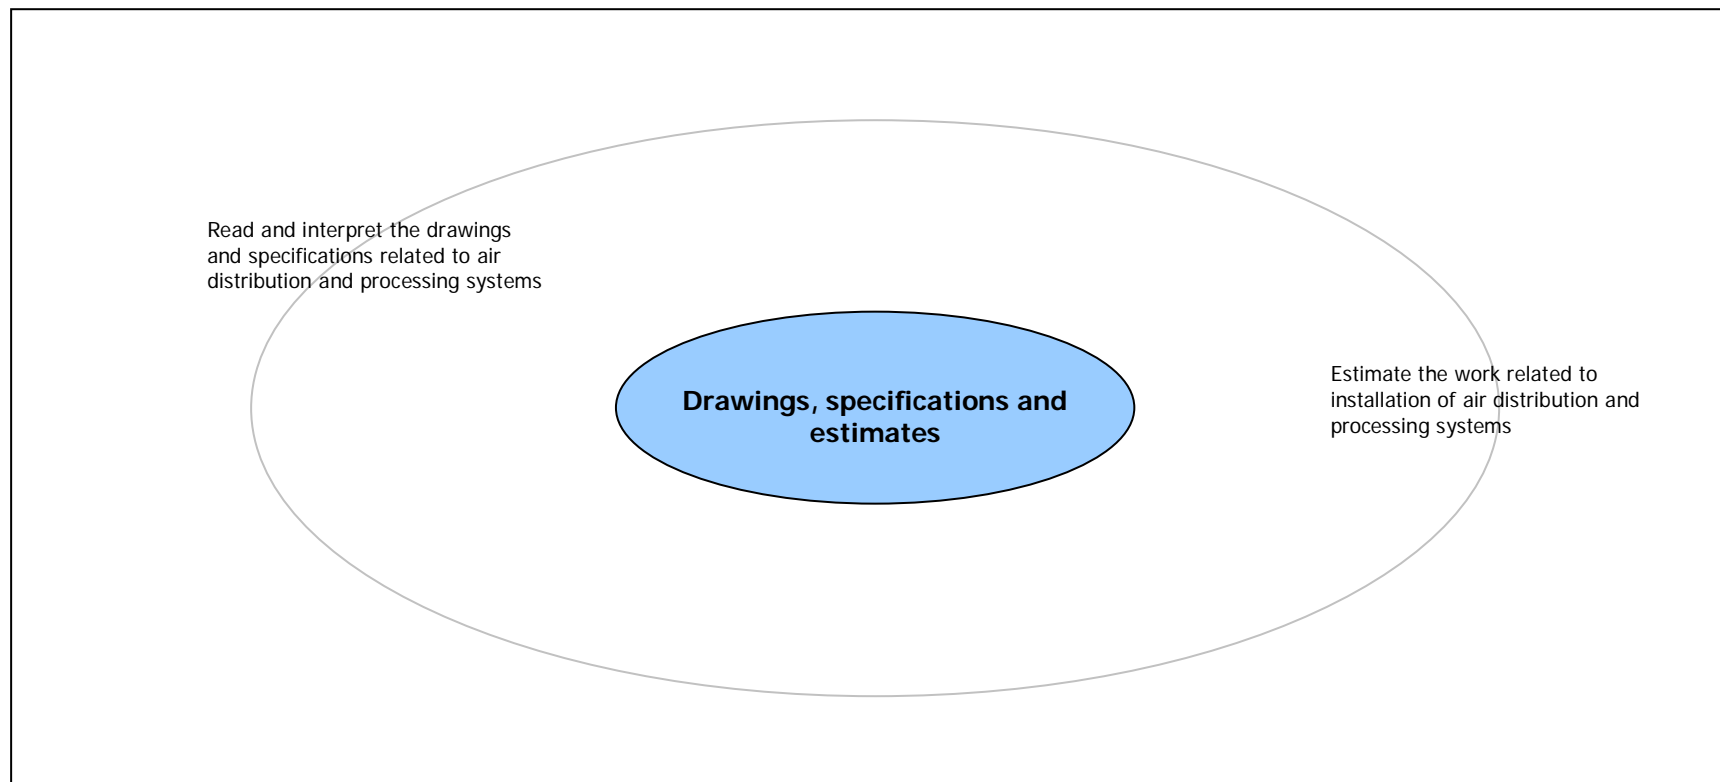 Read and interpret the drawings
and specifications related to air
distribution and processing systems
Drawings, specifications and
estimates
Estimate the work related to
installation of air distribution and
processing systems